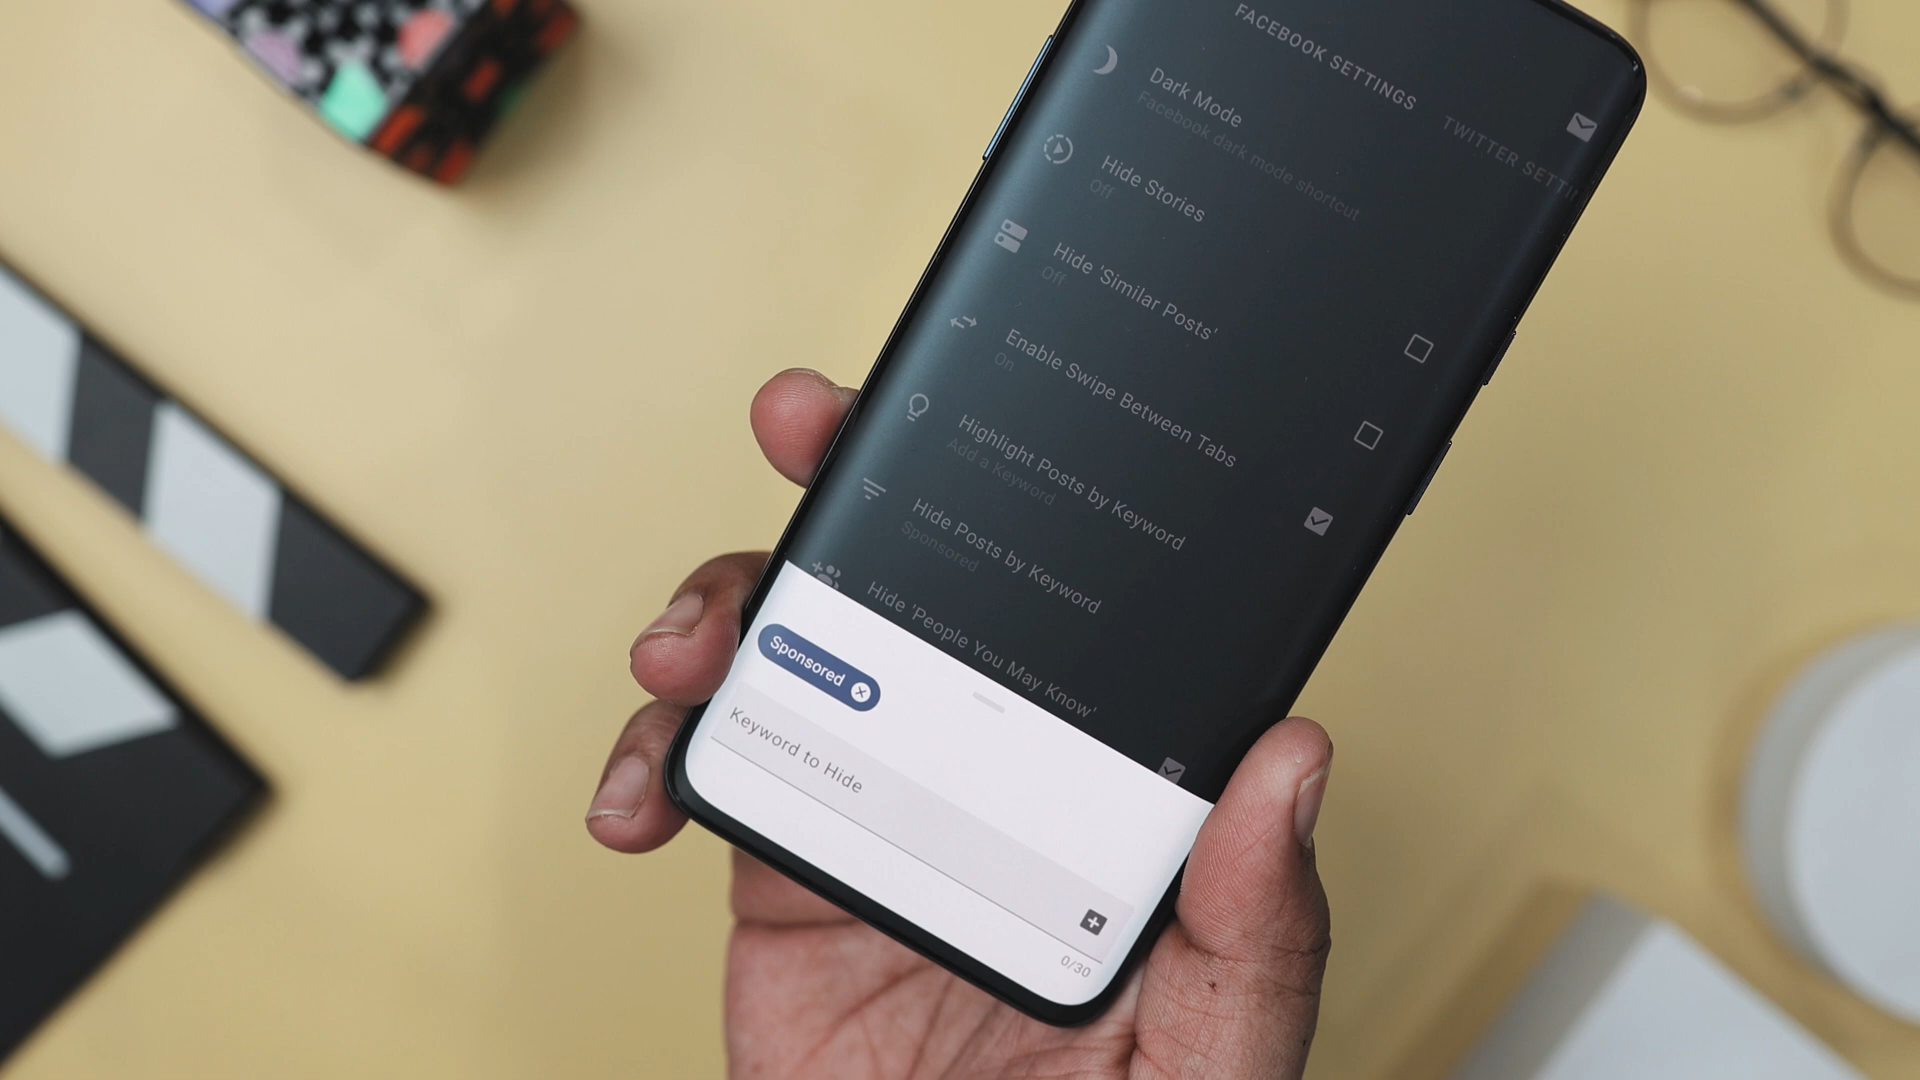 FACEBOOK SETTINGS
TWITTER SETTI
Dark Mode
Facebook dark mode shortcut
Hide Stories
Off
Hide 'Similar Posts'
Off
Enable Swipe Between Tabs
On
Highlight Posts by Keyword
Add a Keyword
Hide Posts by Keyword
Sponsored
Hide 'People You May Know'
Sponsored
Keyword to Hide
0/30